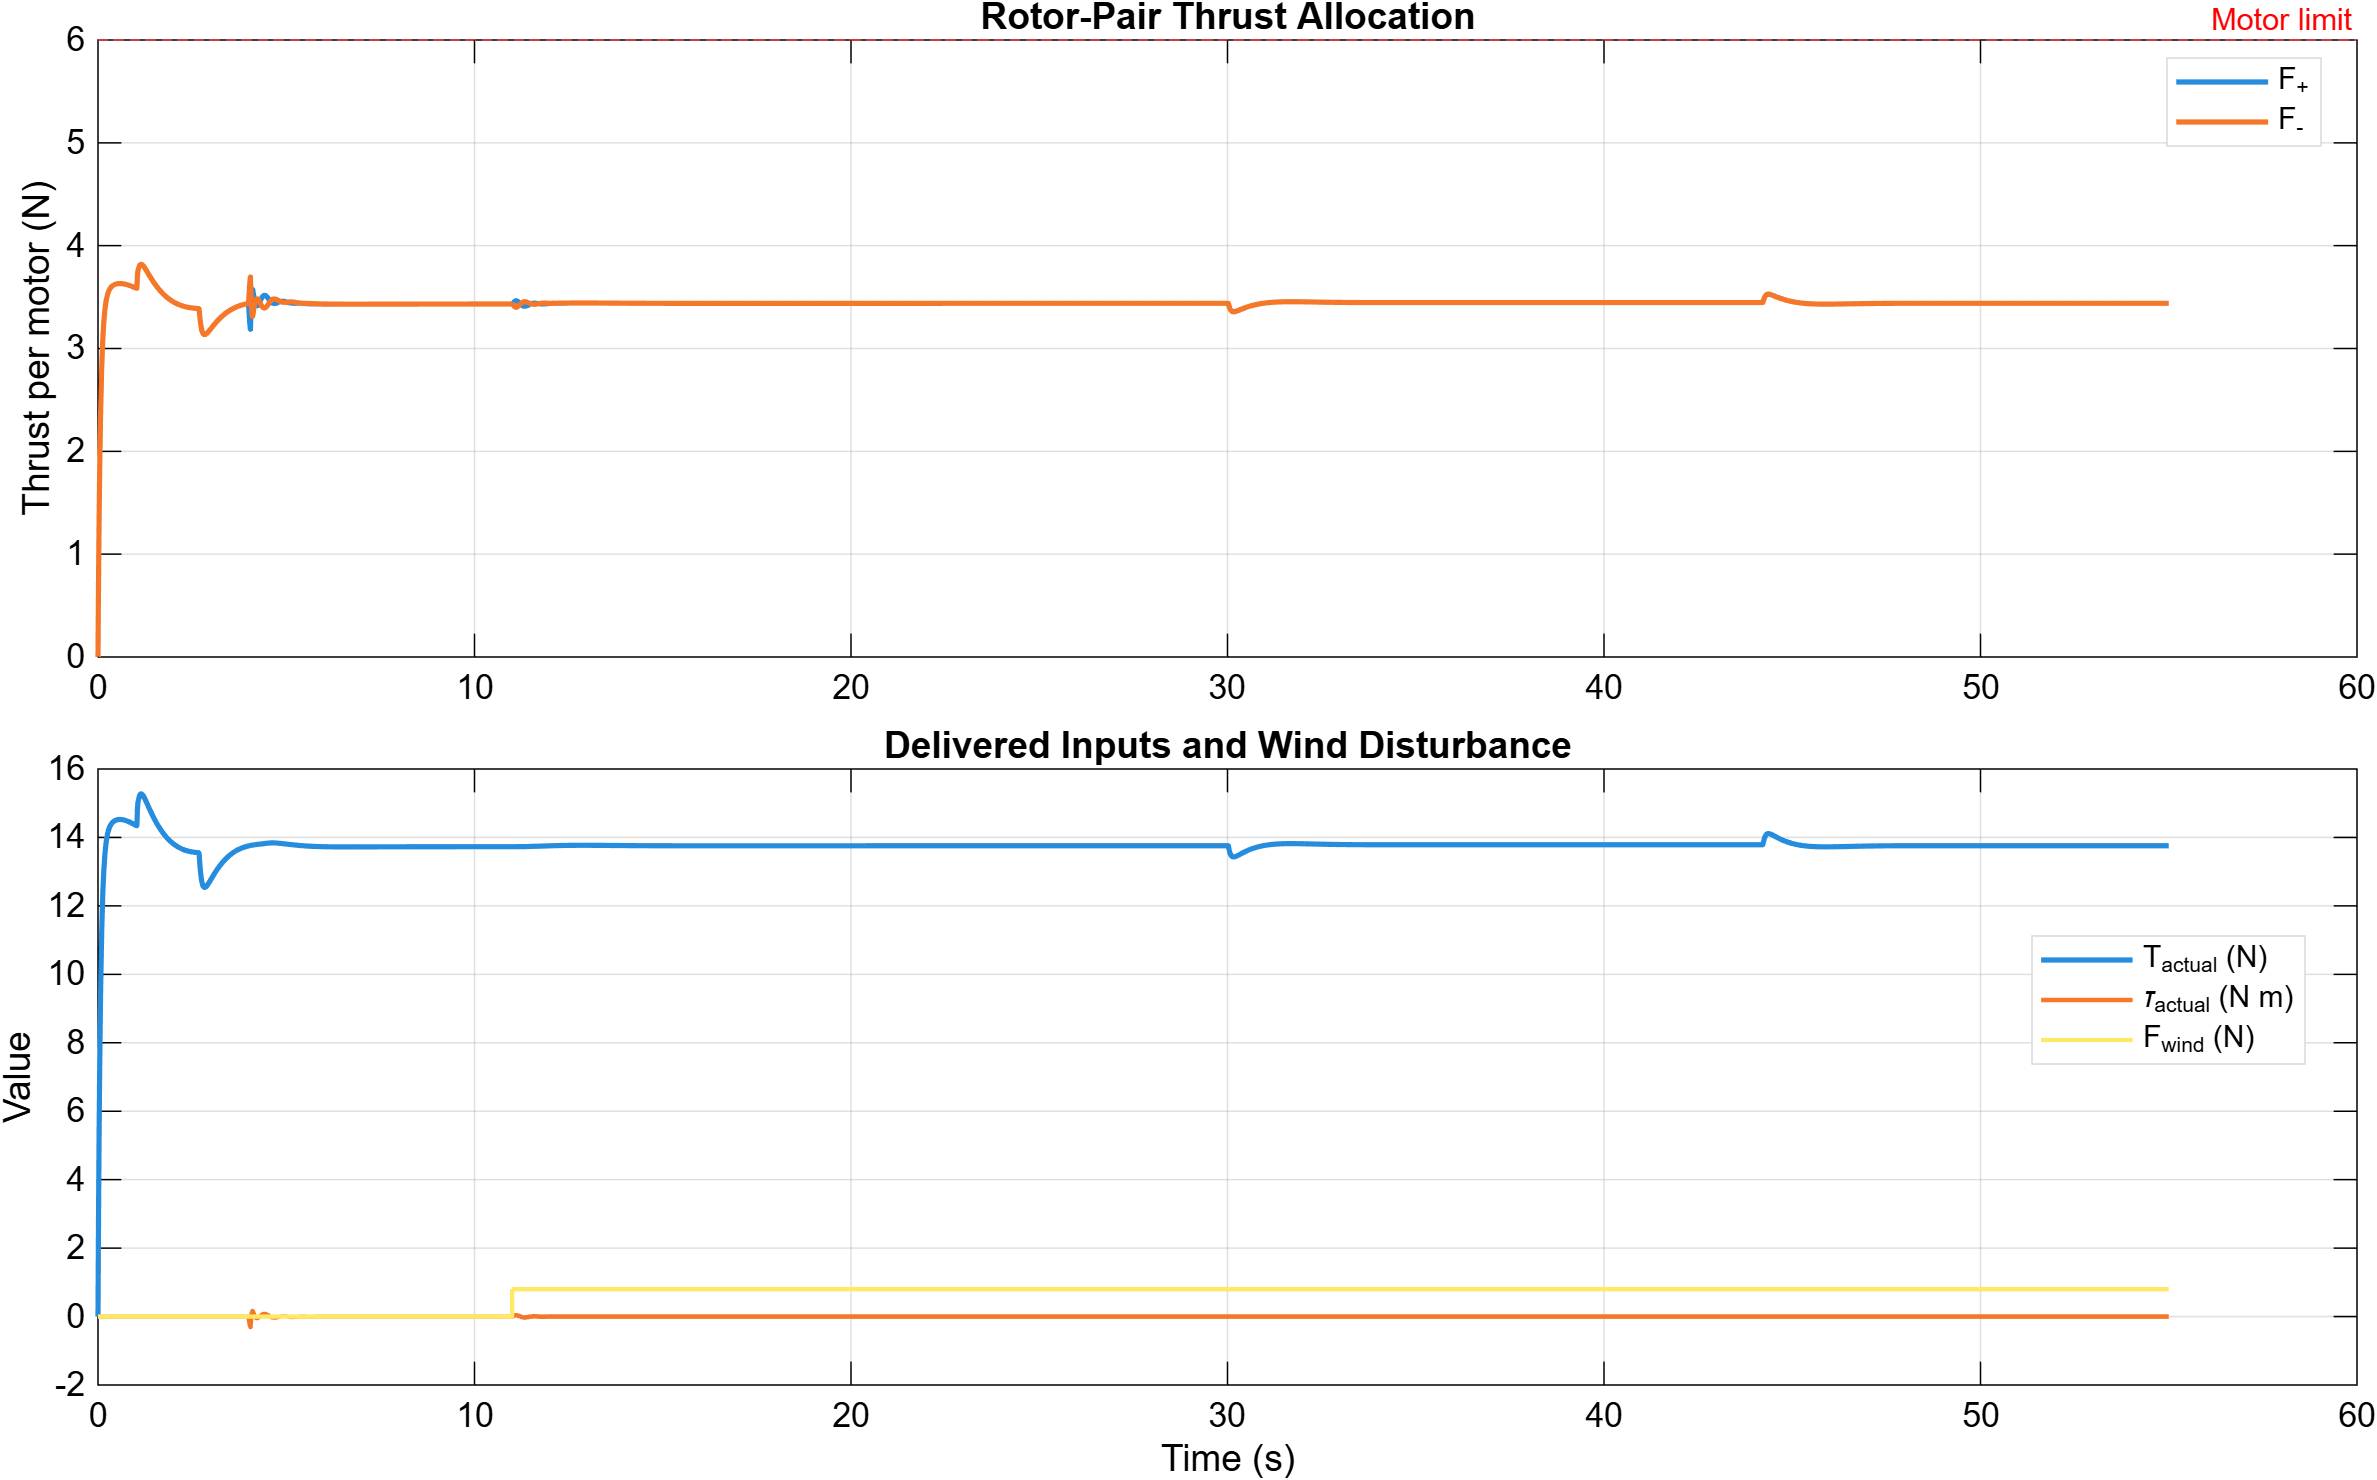 Rotor-Pair Thrust Allocation
Motor limit
Thrust per motor (N)
6
5
4
3
2
1
0
0 10 20 30 40 50 60
F+
F-
Delivered Inputs and Wind Disturbance
Value
16
14
12
10
8
6
4
2
0
-2
0 10 20 30 40 50 60
Tactual (N)
τactual (N m)
Fwind (N)
Time (s)